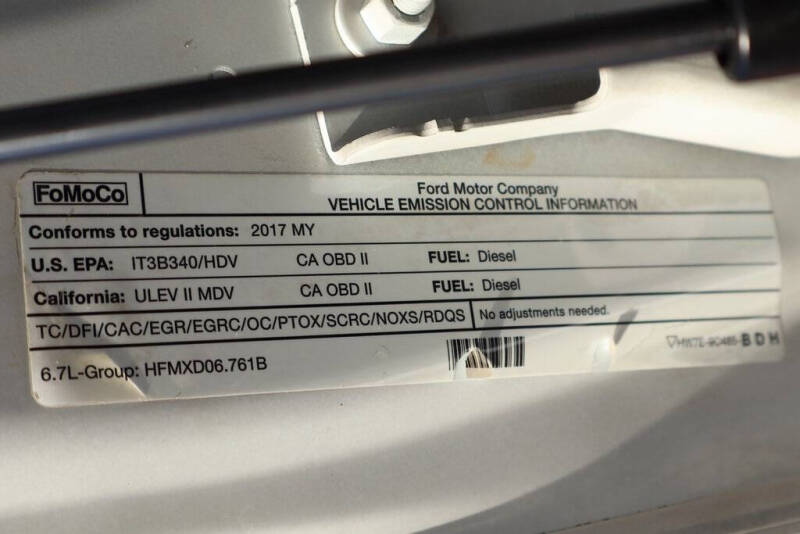 FoMoCo
Ford Motor Company
VEHICLE EMISSION CONTROL INFORMATION
Conforms to regulations: 2017 MY
U.S. EPA: IT3B340/HDV CA OBD II FUEL: Diesel
California: ULEV II MDV CA OBD II FUEL: Diesel
TC/DFI/CAC/EGR/EGRC/OC/PTOX/SCRC/NOXS/RDQS No adjustments needed.
6.7L-Group: HFMXD06.761B
BDH